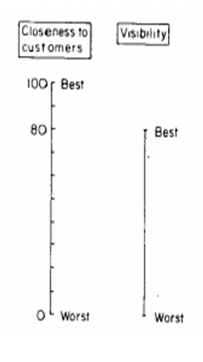 Closeness to
customers
Visibility
100 Best
80
Best
0 Worst
Worst